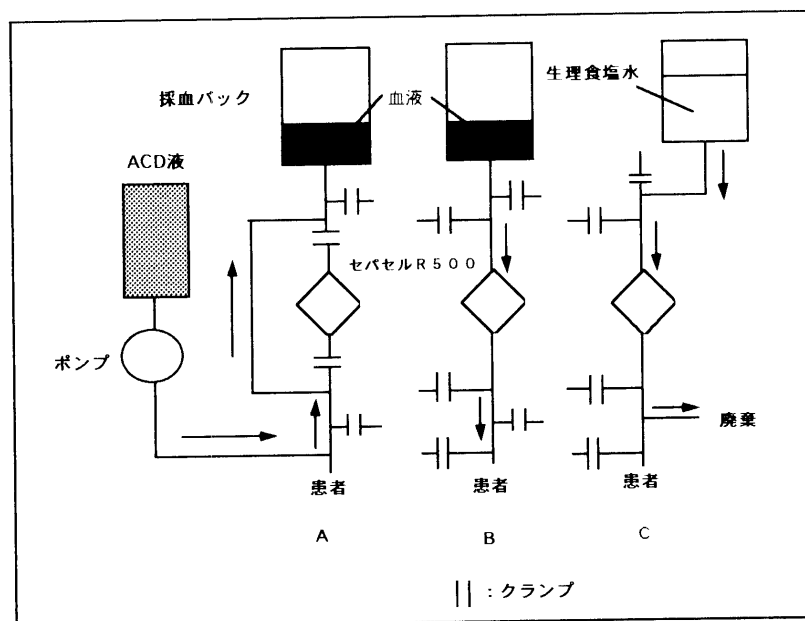 生理食塩水
採血バック
血液
ACD液
セパセルR500
ポンプ
廃棄
患者
患者
患者
A
B
C
||：クランプ